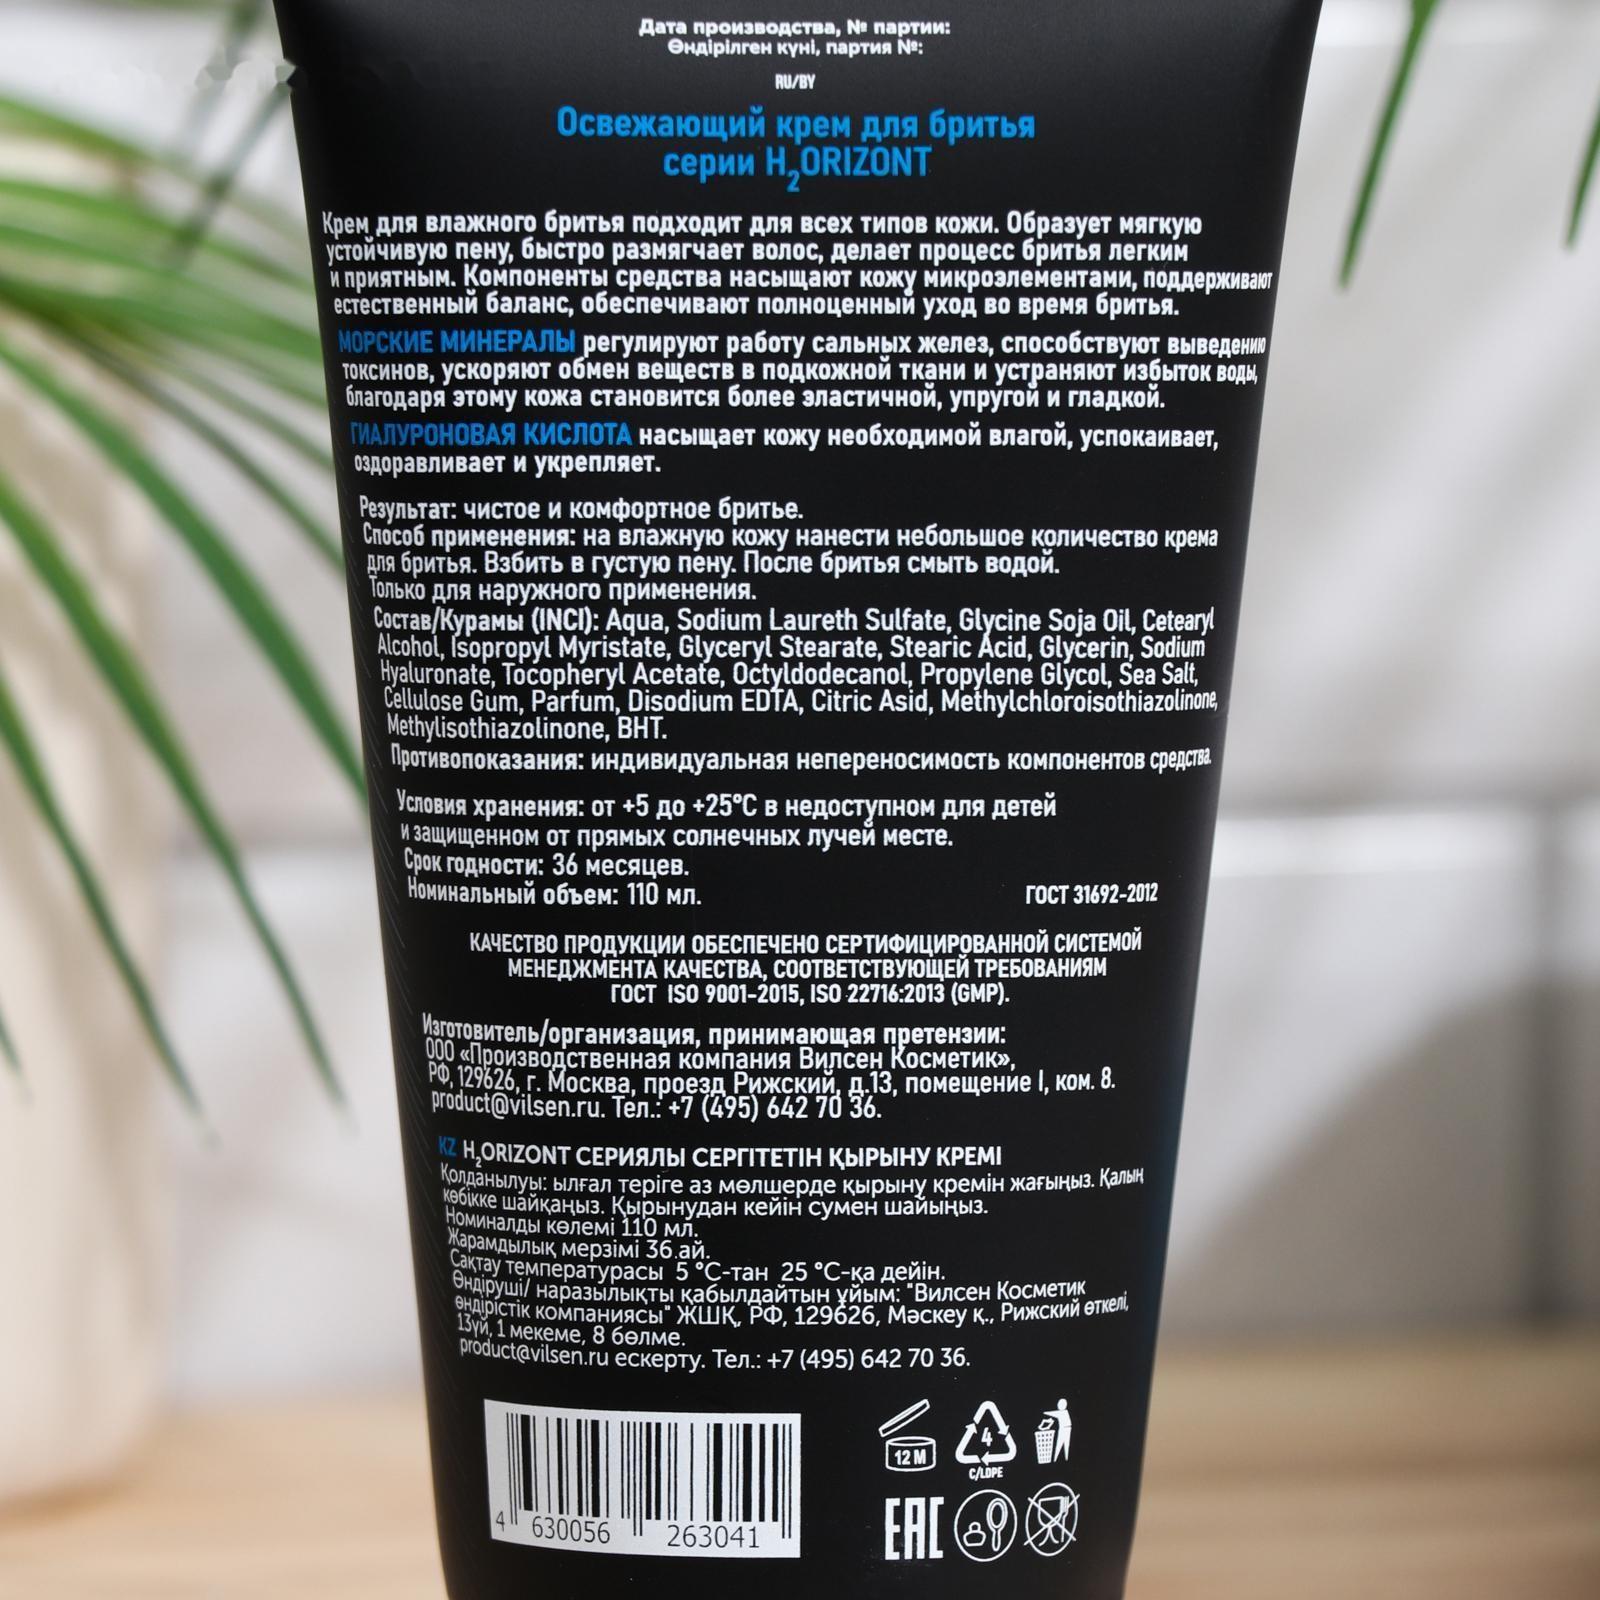 Дата производства, № партии:
Өндірілген күні, партия №:
RU/BY
Освежающий крем для бритья
серии H₂ORIZONT
Крем для влажного бритья подходит для всех типов кожи. Образует мягкую
устойчивую пену, быстро размягчает волос, делает процесс бритья легким
и приятным. Компоненты средства насыщают кожу микроэлементами, поддерживают
естественный баланс, обеспечивают полноценный уход во время бритья.
МОРСКИЕ МИНЕРАЛЫ регулируют работу сальных желез, способствуют выведению
токсинов, ускоряют обмен веществ в подкожной ткани и устраняют избыток воды,
благодаря этому кожа становится более эластичной, упругой и гладкой.
ГИАЛУРОНОВАЯ КИСЛОТА насыщает кожу необходимой влагой, успокаивает,
оздоравливает и укрепляет.
Результат: чистое и комфортное бритье.
Способ применения: на влажную кожу нанести небольшое количество крема
для бритья. Взбить в густую пену. После бритья смыть водой.
Только для наружного применения.
Состав/Курамы (INCI): Aqua, Sodium Laureth Sulfate, Glycine Soja Oil, Cetearyl
Alcohol, Isopropyl Myristate, Glyceryl Stearate, Stearic Acid, Glycerin, Sodium
Hyaluronate, Tocopheryl Acetate, Octyldodecanol, Propylene Glycol, Sea Salt,
Cellulose Gum, Parfum, Disodium EDTA, Citric Asid, Methylchloroisothiazolinone,
Methylisothiazolinone, BHT.
Противопоказания: индивидуальная непереносимость компонентов средства.
Условия хранения: от +5 до +25°C в недоступном для детей
и защищенном от прямых солнечных лучей месте.
Срок годности: 36 месяцев.
Номинальный объем: 110 мл.
ГОСТ 31692-2012
КАЧЕСТВО ПРОДУКЦИИ ОБЕСПЕЧЕНО СЕРТИФИЦИРОВАННОЙ СИСТЕМОЙ
МЕНЕДЖМЕНТА КАЧЕСТВА, СООТВЕТСТВУЮЩЕЙ ТРЕБОВАНИЯМ
ГОСТ ISO 9001-2015, ISO 22716:2013 (GMP).
Изготовитель/организация, принимающая претензии:
ООО «Производственная компания Вилсен Косметик»,
РФ, 129626, г. Москва, проезд Рижский, д.13, помещение I, ком. 8.
product@vilsen.ru. Тел.: +7 (495) 642 70 36.
KZ H₂ORIZONT СЕРИЯЛЫ СЕРГІТЕТІН ҚЫРЫНУ КРЕМІ
Қолданылуы: ылғал теріге аз мөлшерде қырыну кремін жағыңыз. Қалың
көбікке шайқаңыз. Қырынудан кейін сумен шайыңыз.
Номиналды көлемі 110 мл.
Жарамдылық мерзімі 36.ай.
Сақтау температурасы 5 °C-тан 25 °C-қа дейін.
Өндіруші/ наразылықты қабылдайтын ұйым: "Вилсен Косметик
өндірістік компаниясы" ЖШҚ, РФ, 129626, Мәскеу қ., Рижский өткелі,
13үй, 1 мекеме, 8 бөлме.
product@vilsen.ru ескерту. Тел.: +7 (495) 642 70 36.
12 M
4
C/LDPE
EAC
4 630056 263041